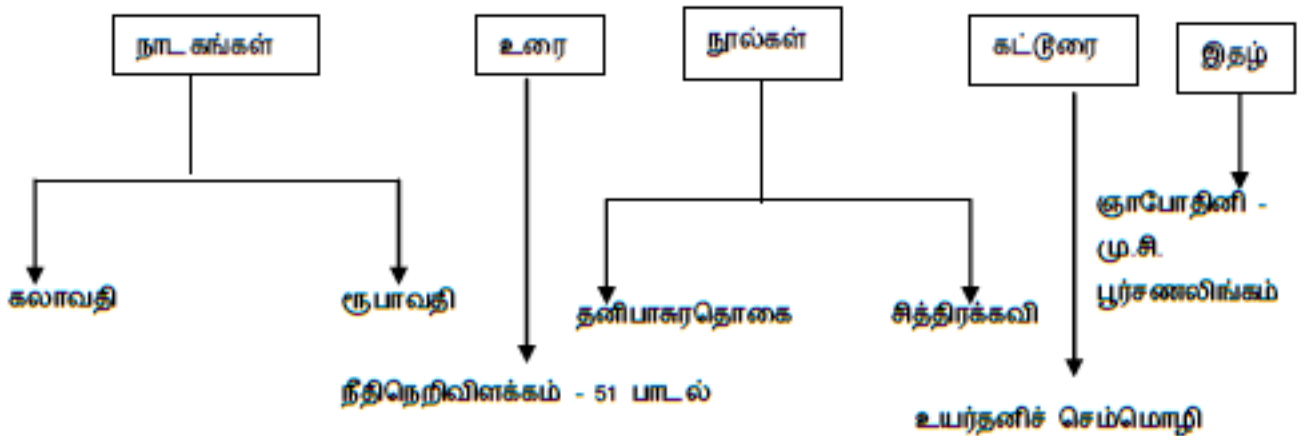 நாடகங்கள்
உரை
நூல்கள்
கட்டூரை
இதழ்
கலாவதி
ரூபாவதி
நீதிநெறிவிளக்கம் - 51 பாடல்
தனிபாசுரதொகை
சித்திரக்கவி
உயர்தனிச் செம்மொழி
ஞாபோதினி -
மு.சி.
பூர்சணலிங்கம்